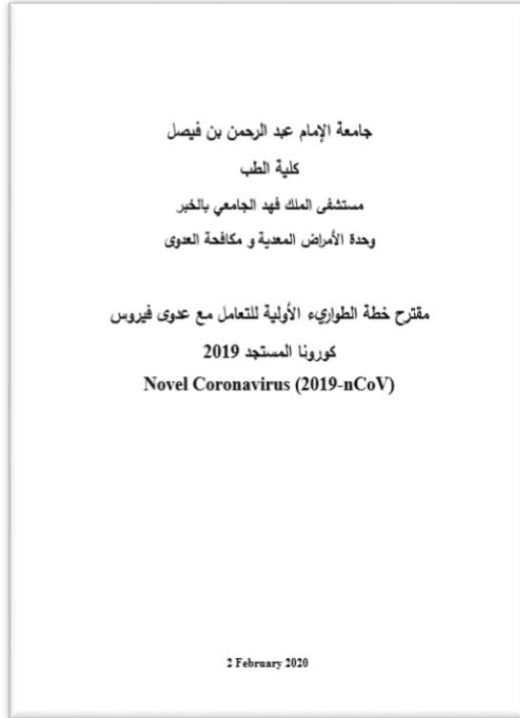 جامعة الإمام عبد الرحمن بن فيصل
كلية الطب
مستشفى الملك فهد الجامعي بالخبر
وحدة الأمراض المعدية و مكافحة العدوى
مقترح خطة الطواريء الأولية للتعامل مع عدوى فيروس
كورونا المستجد 2019
Novel Coronavirus (2019-nCoV)
2 February 2020